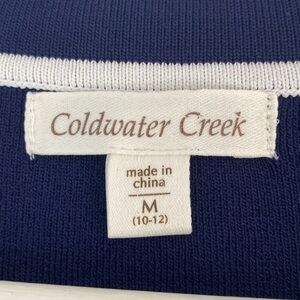 Coldwater Creek
made in
china
M
(10-12)